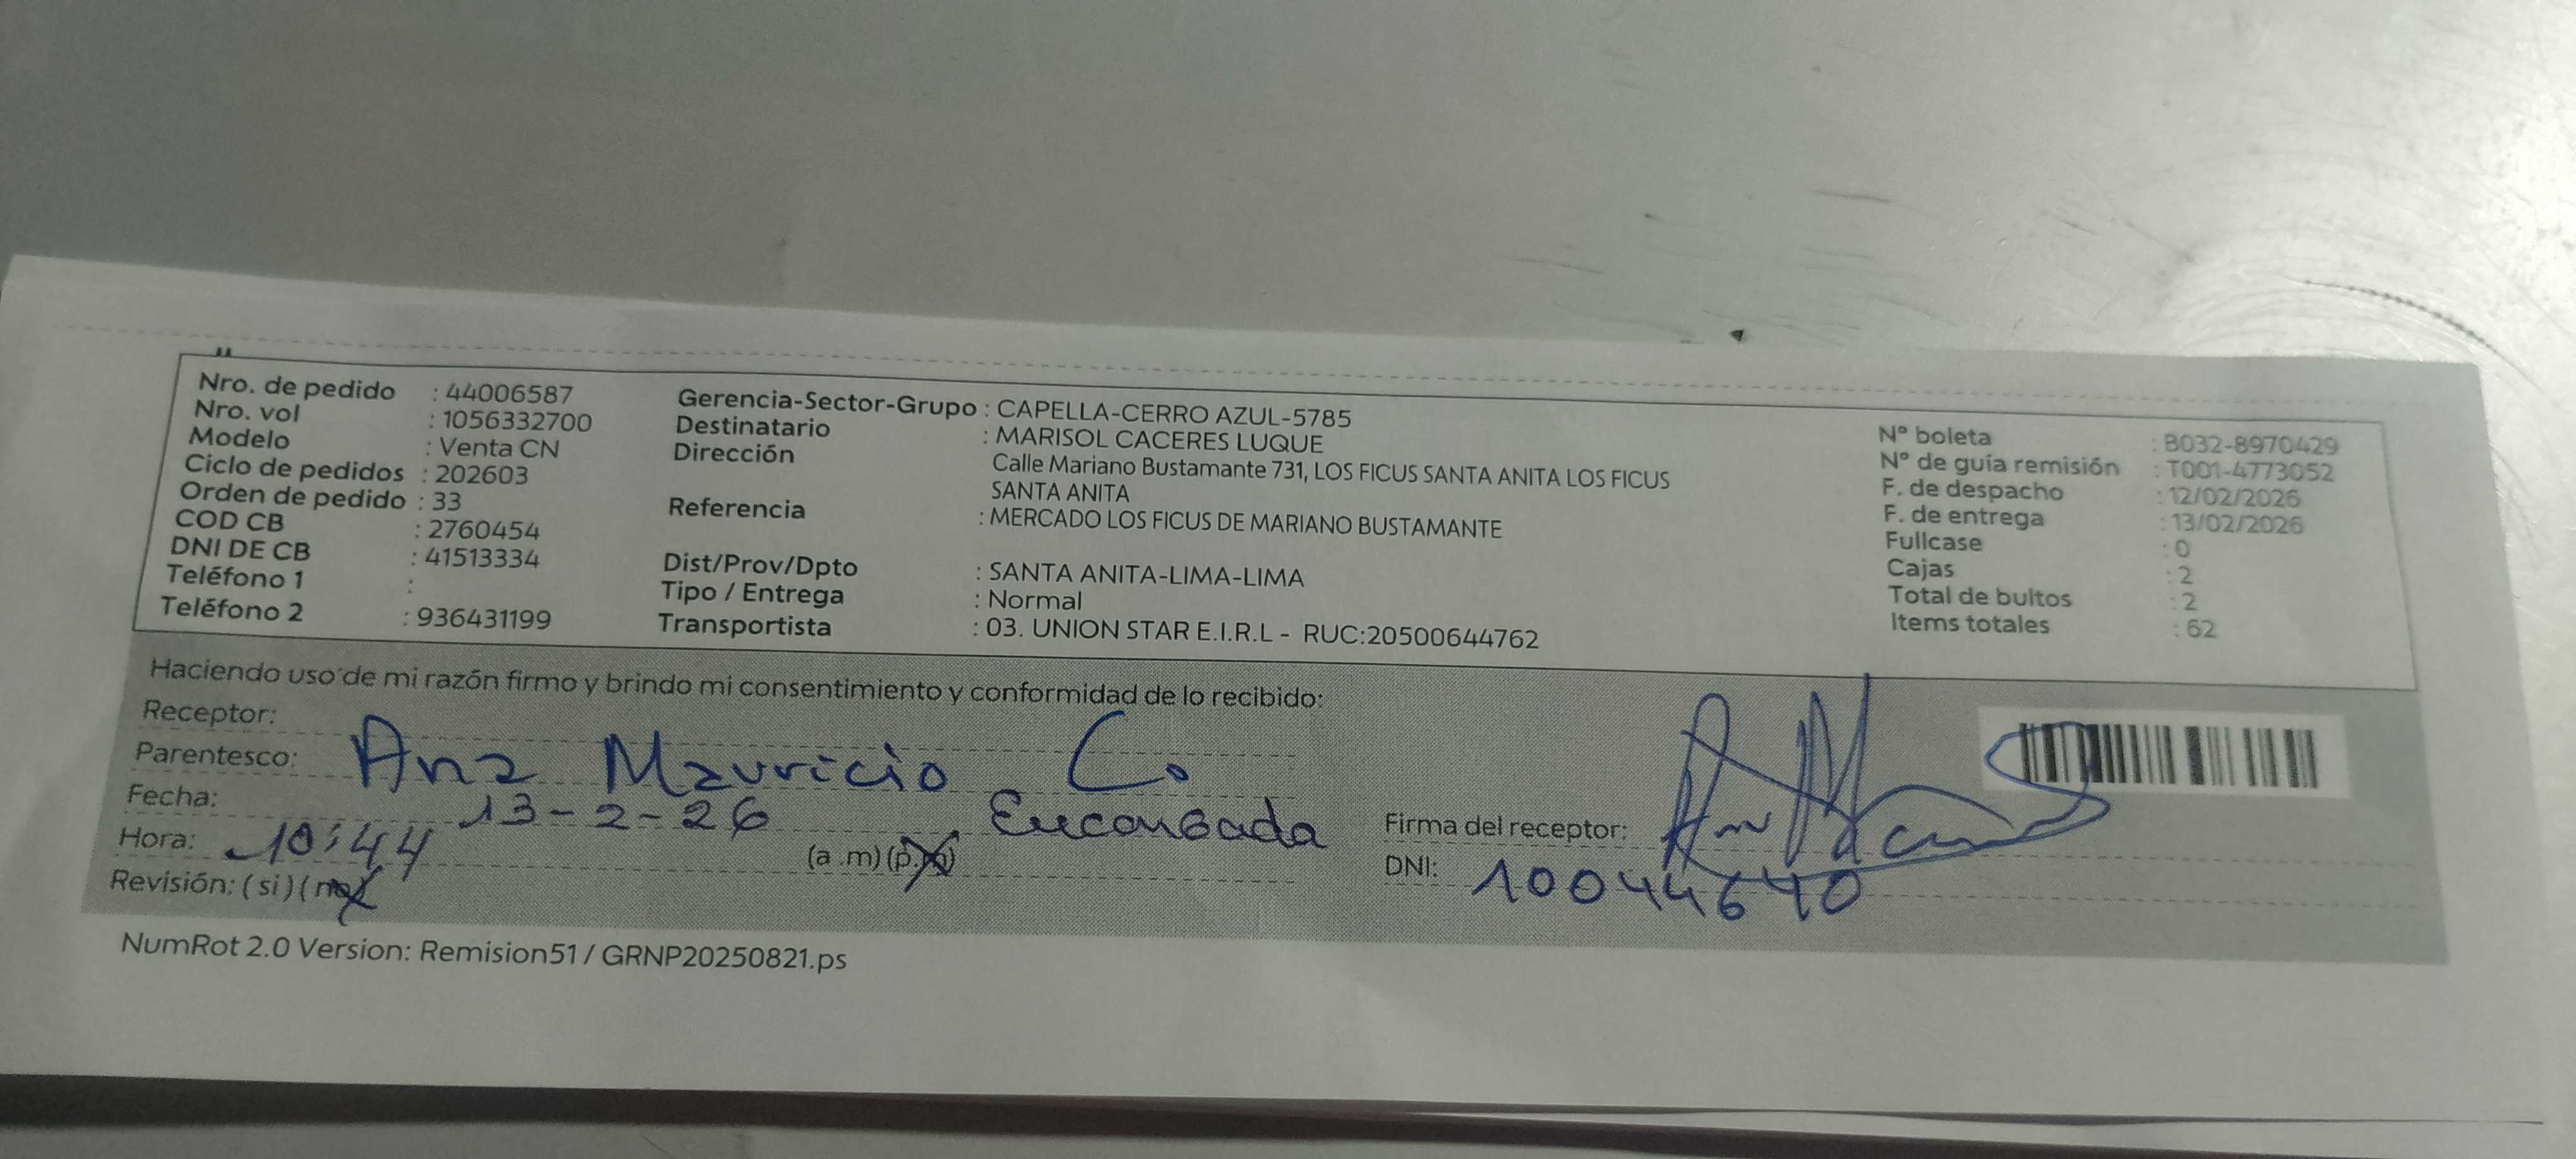 Nro. de pedido : 44006587
Nro. vol : 1056332700
Modelo : Venta CN
Ciclo de pedidos : 202603
Orden de pedido : 33
COD CB : 2760454
DNI DE CB : 41513334
Teléfono 1 :
Teléfono 2 : 936431199
Gerencia-Sector-Grupo : CAPELLA-CERRO AZUL-5785
Destinatario : MARISOL CACERES LUQUE
Dirección Calle Mariano Bustamante 731, LOS FICUS SANTA ANITA LOS FICUS
SANTA ANITA
Referencia : MERCADO LOS FICUS DE MARIANO BUSTAMANTE
Dist/Prov/Dpto : SANTA ANITA-LIMA-LIMA
Tipo / Entrega : Normal
Transportista : 03. UNION STAR E.I.R.L - RUC:20500644762
N° boleta : B032-8970429
N° de guía remisión : T001-4773052
F. de despacho : 12/02/2026
F. de entrega : 13/02/2026
Fullcase : 0
Cajas : 2
Total de bultos : 2
Items totales : 62
Haciendo uso de mi razón firmo y brindo mi consentimiento y conformidad de lo recibido:
Receptor:
Parentesco: Ana Mauricio C.
Fecha: 13-2-26 Encargada
Hora: 10:44 (a .m) (p.m)
Revisión: ( si ) ( no )
Firma del receptor:
DNI: 10044640
NumRot 2.0 Version: Remision51 / GRNP20250821.ps